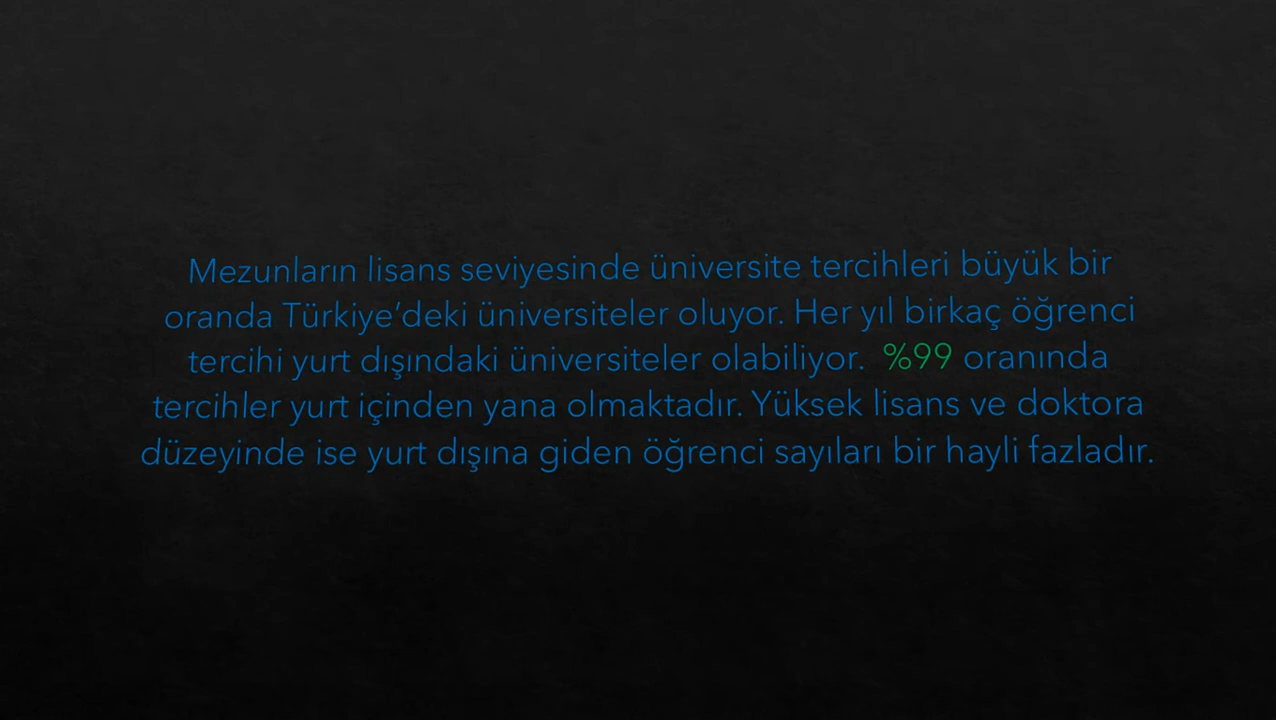 Mezunların lisans seviyesinde üniversite tercihleri büyük bir
oranda Türkiye’deki üniversiteler oluyor. Her yıl birkaç öğrenci
tercihi yurt dışındaki üniversiteler olabiliyor. %99 oranında
tercihler yurt içinden yana olmaktadır. Yüksek lisans ve doktora
düzeyinde ise yurt dışına giden öğrenci sayıları bir hayli fazladır.